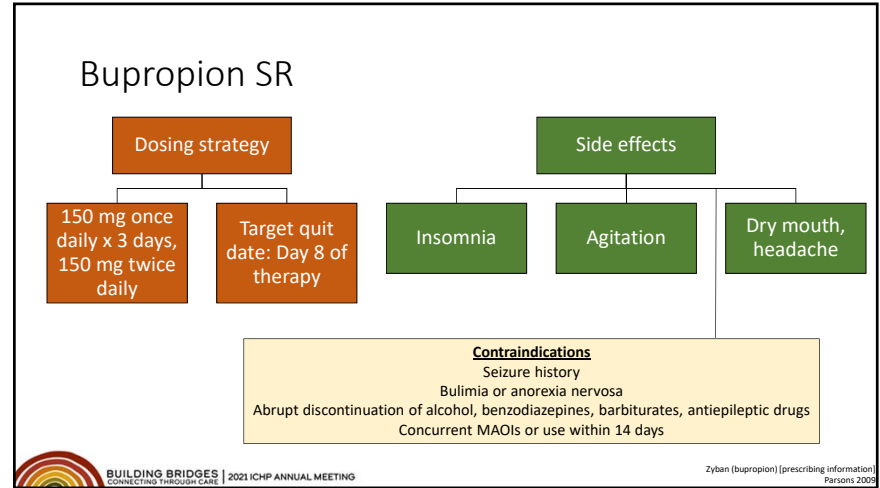 Bupropion SR
Dosing strategy
150 mg once
daily x 3 days,
150 mg twice
daily
Target quit
date: Day 8 of
therapy
Side effects
Insomnia
Agitation
Dry mouth,
headache
Contraindications
Seizure history
Bulimia or anorexia nervosa
Abrupt discontinuation of alcohol, benzodiazepines, barbiturates, antiepileptic drugs
Concurrent MAOIs or use within 14 days
BUILDING BRIDGES | 2021 ICHP ANNUAL MEETING
CONNECTING THROUGH CARE
Zyban (bupropion) [prescribing information]
Parsons 2009